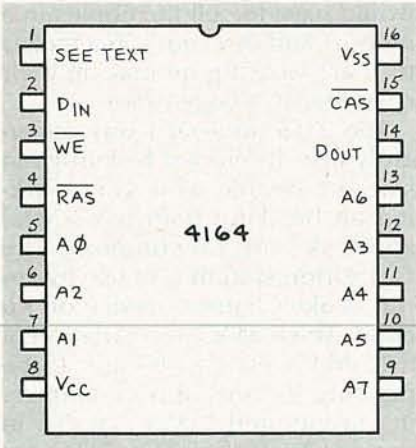 1 SEE TEXT
2 DIN
3 WE
4 RAS
5 AØ
6 A2
7 A1
8 VCC
4164
16 VSS
15 CAS
14 DOUT
13 A6
12 A3
11 A4
10 A5
9 A7